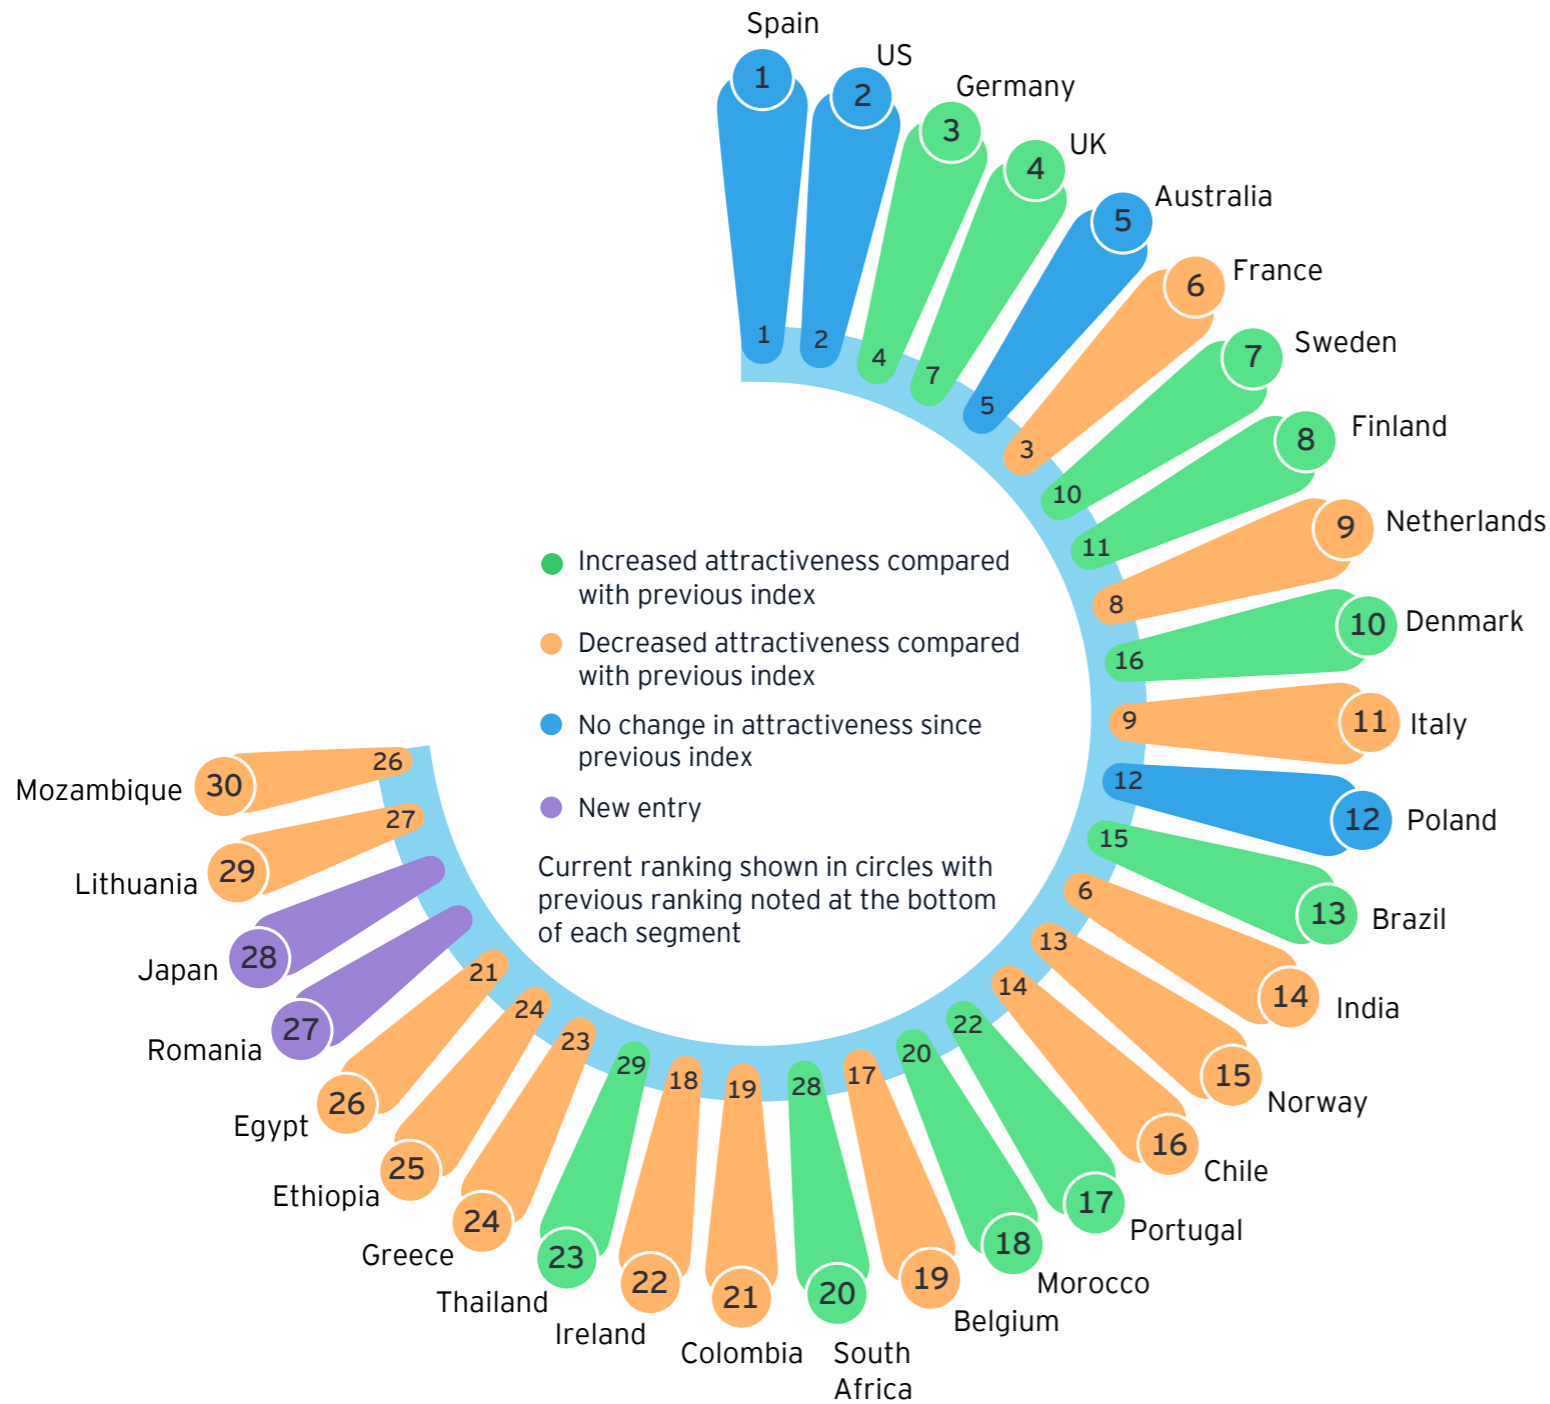 Spain
1
1
US
2
2
Germany
3
4
UK
4
7
Australia
5
5
France
6
3
Sweden
7
10
Finland
8
11
Netherlands
9
8
Denmark
10
16
Italy
11
9
Poland
12
12
Brazil
13
15
India
14
6
Norway
15
13
Chile
16
14
Portugal
17
22
Morocco
18
20
Belgium
19
17
South
Africa
20
28
Colombia
21
19
Ireland
22
18
Thailand
23
29
Greece
24
23
Ethiopia
25
24
Egypt
26
21
Romania
27
Japan
28
Lithuania
29
27
Mozambique
30
26
Increased attractiveness compared
with previous index
Decreased attractiveness compared
with previous index
No change in attractiveness since
previous index
New entry
Current ranking shown in circles with
previous ranking noted at the bottom
of each segment